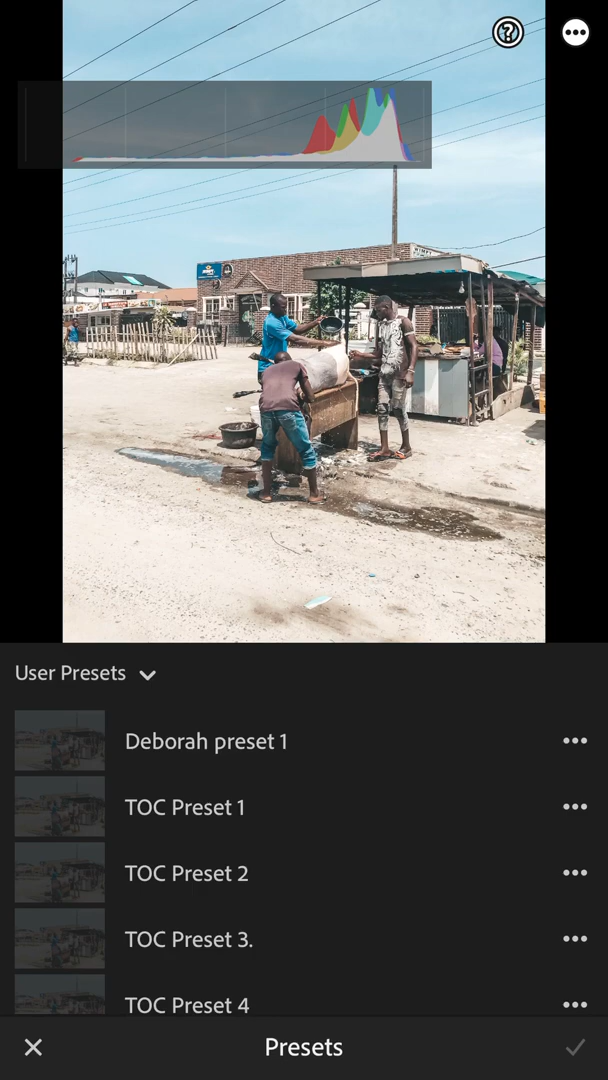 ?
User Presets
Deborah preset 1
TOC Preset 1
TOC Preset 2
TOC Preset 3.
TOC Preset 4
Presets